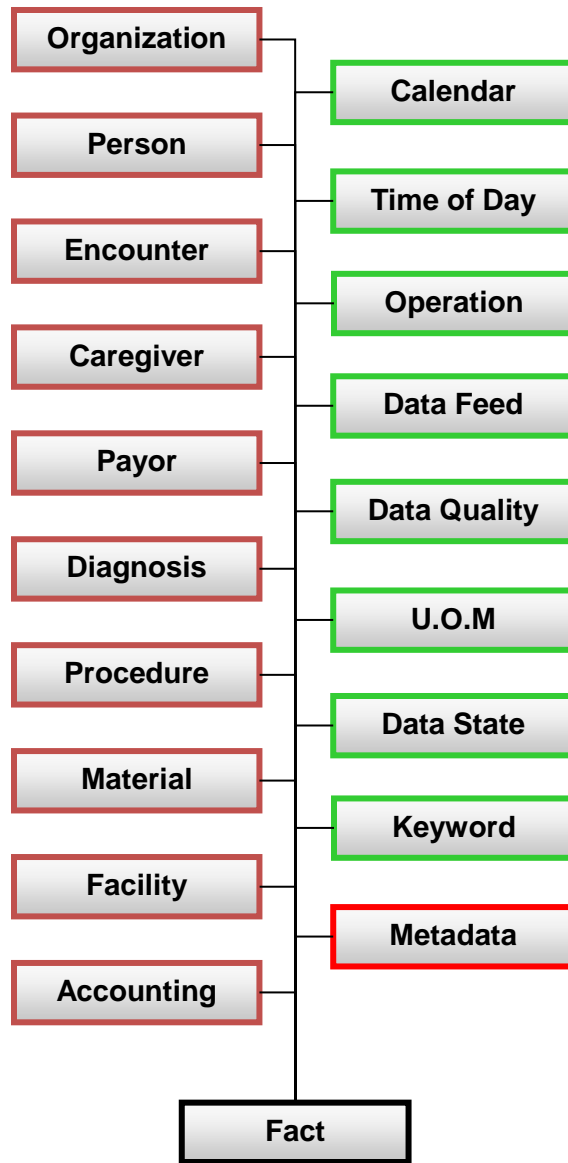 Organization
Person
Encounter
Caregiver
Payor
Diagnosis
Procedure
Material
Facility
Accounting
Calendar
Time of Day
Operation
Data Feed
Data Quality
U.O.M
Data State
Keyword
Metadata
Fact